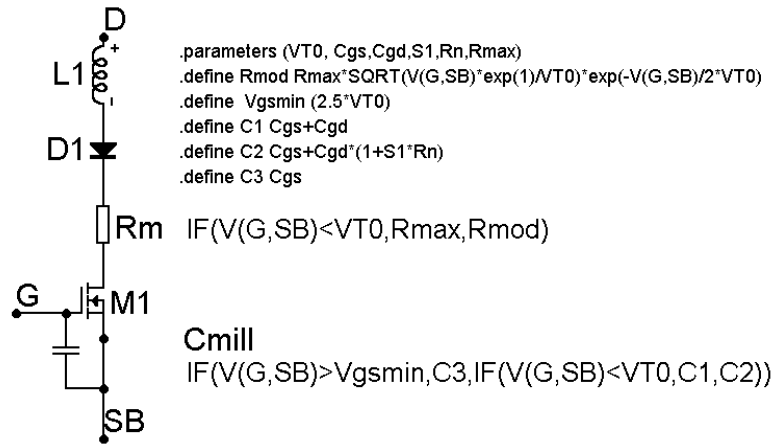 D
+
.parameters (VT0, Cgs,Cgd,S1,Rn,Rmax)
L1
.define Rmod Rmax*SQRT(V(G,SB)*exp(1)/VT0)*exp(-V(G,SB)/2*VT0)
-
.define Vgsmin (2.5*VT0)
.define C1 Cgs+Cgd
D1
.define C2 Cgs+Cgd*(1+S1*Rn)
.define C3 Cgs
Rm IF(V(G,SB)<VT0,Rmax,Rmod)
G
M1
Cmill
IF(V(G,SB)>Vgsmin,C3,IF(V(G,SB)<VT0,C1,C2))
SB